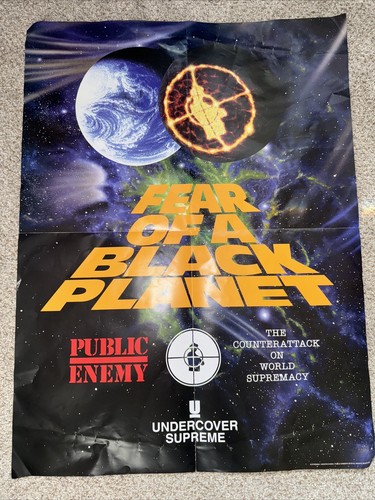 FEAR
OF A
BLACK
PLANET
PUBLIC
ENEMY
THE
COUNTERATTACK
ON
WORLD
SUPREMACY
U
UNDERCOVER
SUPREME